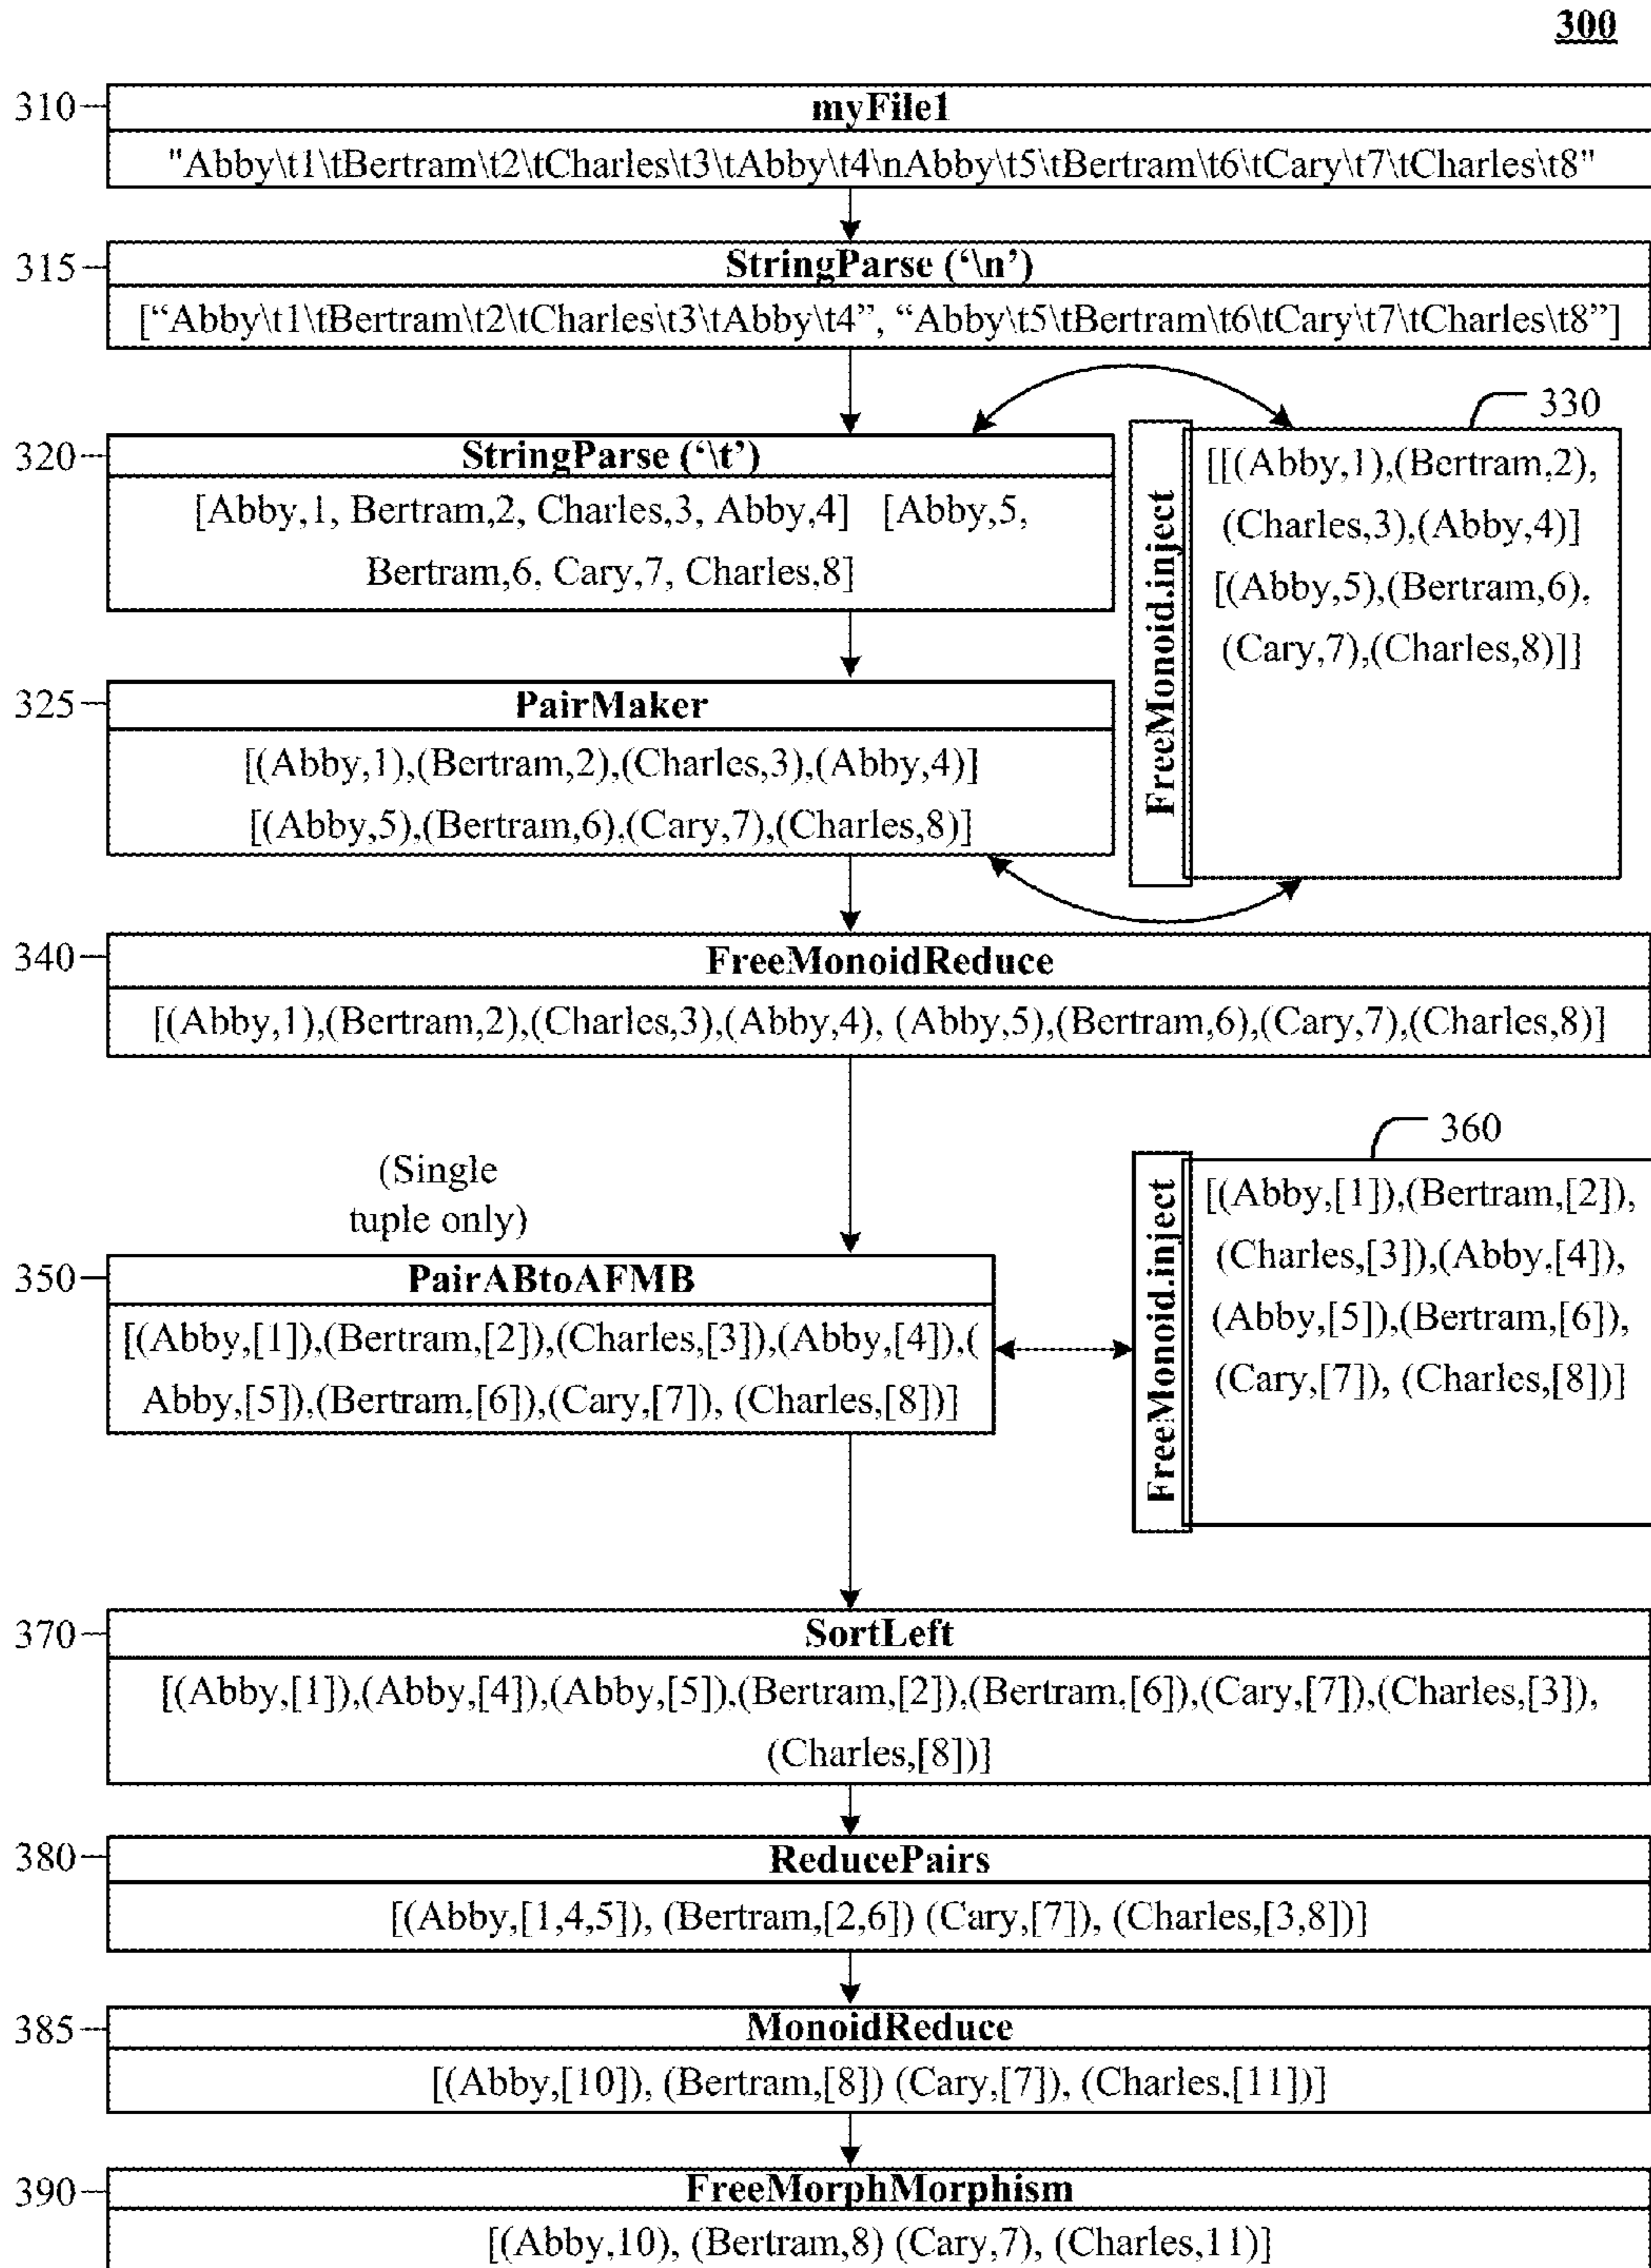 300
310
myFile1
"Abby\t1\tBertram\t2\tCharles\t3\tAbby\t4\nAbby\t5\tBertram\t6\tCary\t7\tCharles\t8"
315
StringParse (‘\n’)
[“Abby\t1\tBertram\t2\tCharles\t3\tAbby\t4”, “Abby\t5\tBertram\t6\tCary\t7\tCharles\t8”]
320
StringParse (‘\t’)
[Abby,1, Bertram,2, Charles,3, Abby,4] [Abby,5,
Bertram,6, Cary,7, Charles,8]
330
FreeMonoid.inject
[[(Abby,1),(Bertram,2),
(Charles,3),(Abby,4)]
[(Abby,5),(Bertram,6),
(Cary,7),(Charles,8)]]
325
PairMaker
[(Abby,1),(Bertram,2),(Charles,3),(Abby,4)]
[(Abby,5),(Bertram,6),(Cary,7),(Charles,8)]
340
FreeMonoidReduce
[(Abby,1),(Bertram,2),(Charles,3),(Abby,4), (Abby,5),(Bertram,6),(Cary,7),(Charles,8)]
(Single
tuple only)
350
PairABtoAFMB
[(Abby,[1]),(Bertram,[2]),(Charles,[3]),(Abby,[4]),(
Abby,[5]),(Bertram,[6]),(Cary,[7]), (Charles,[8])]
360
FreeMonoid.inject
[(Abby,[1]),(Bertram,[2]),
(Charles,[3]),(Abby,[4]),
(Abby,[5]),(Bertram,[6]),
(Cary,[7]), (Charles,[8])]
370
SortLeft
[(Abby,[1]),(Abby,[4]),(Abby,[5]),(Bertram,[2]),(Bertram,[6]),(Cary,[7]),(Charles,[3]),
(Charles,[8])]
380
ReducePairs
[(Abby,[1,4,5]), (Bertram,[2,6]) (Cary,[7]), (Charles,[3,8])]
385
MonoidReduce
[(Abby,[10]), (Bertram,[8]) (Cary,[7]), (Charles,[11])]
390
FreeMorphMorphism
[(Abby,10), (Bertram,8) (Cary,7), (Charles,11)]